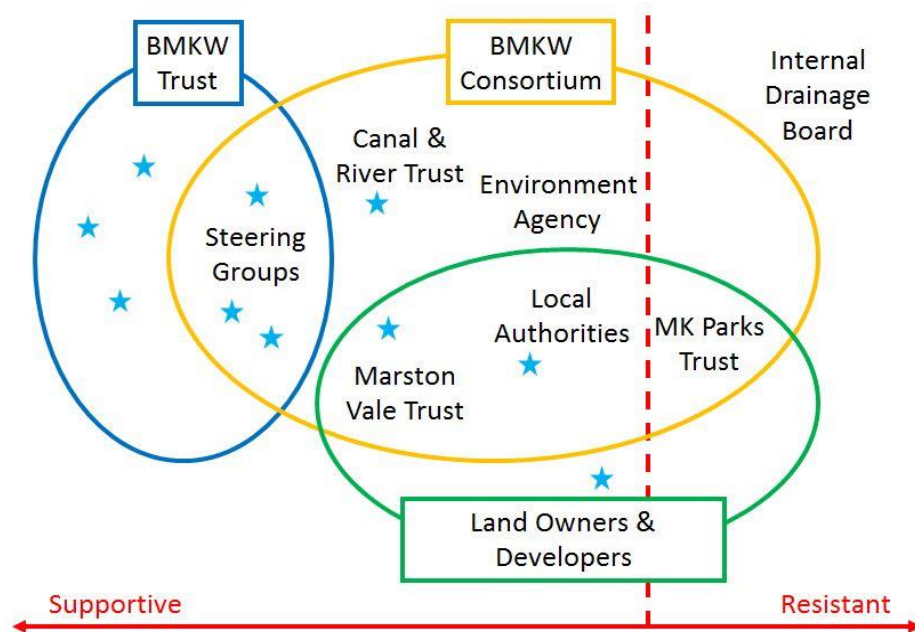 BMKW
Trust
BMKW
Consortium
Internal
Drainage
Board
Canal &
River Trust
Environment
Agency
Steering
Groups
Local
Authorities
MK Parks
Trust
Marston
Vale Trust
Land Owners &
Developers
Supportive
Resistant